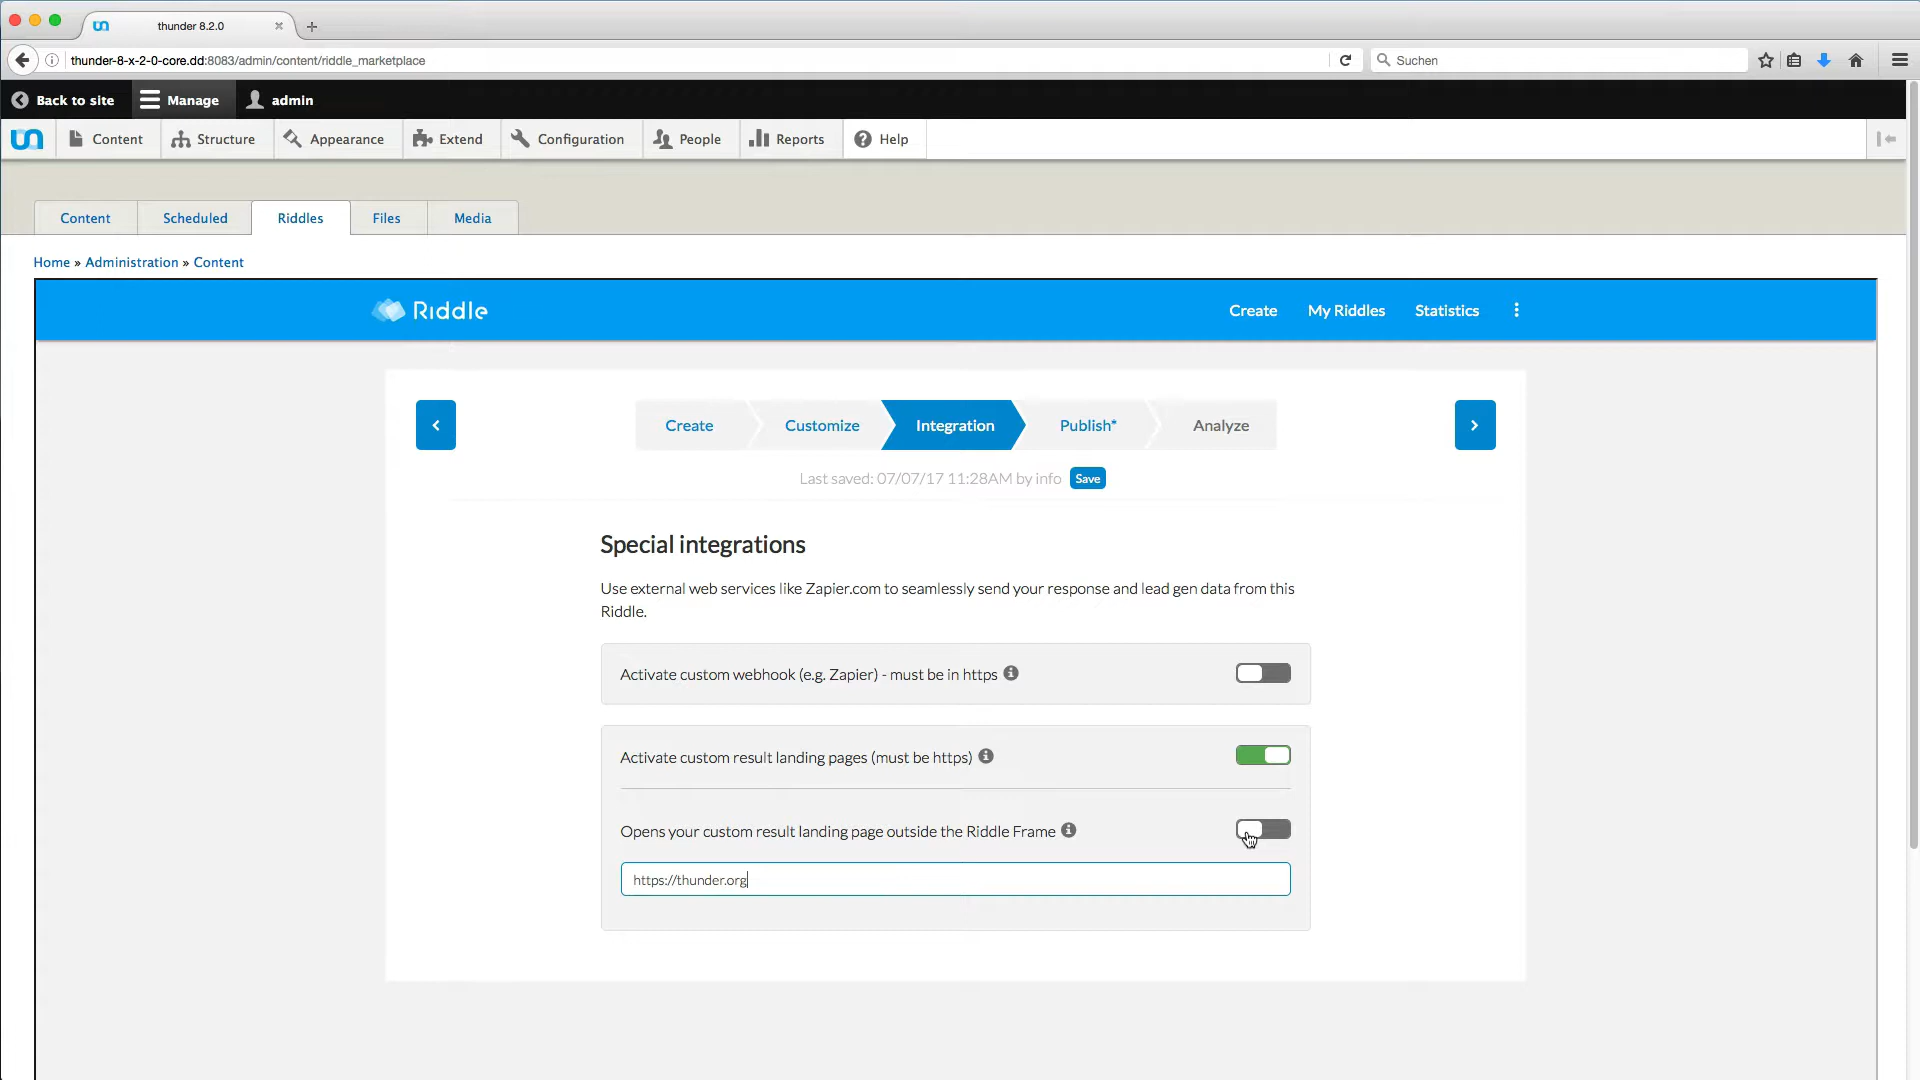 thunder 8.2.0
thunder-8-x-2-0-core.dd:8083/admin/content/riddle_marketplace
Suchen
Back to site
Manage
admin
Content
Structure
Appearance
Extend
Configuration
People
Reports
Help
Content
Scheduled
Riddles
Files
Media
Home » Administration » Content
Riddle
Create
My Riddles
Statistics
Create
Customize
Integration
Publish*
Analyze
Last saved: 07/07/17 11:28AM by info
Save
Special integrations
Use external web services like Zapier.com to seamlessly send your response and lead gen data from this
Riddle.
Activate custom webhook (e.g. Zapier) - must be in https
Activate custom result landing pages (must be https)
Opens your custom result landing page outside the Riddle Frame
https://thunder.org